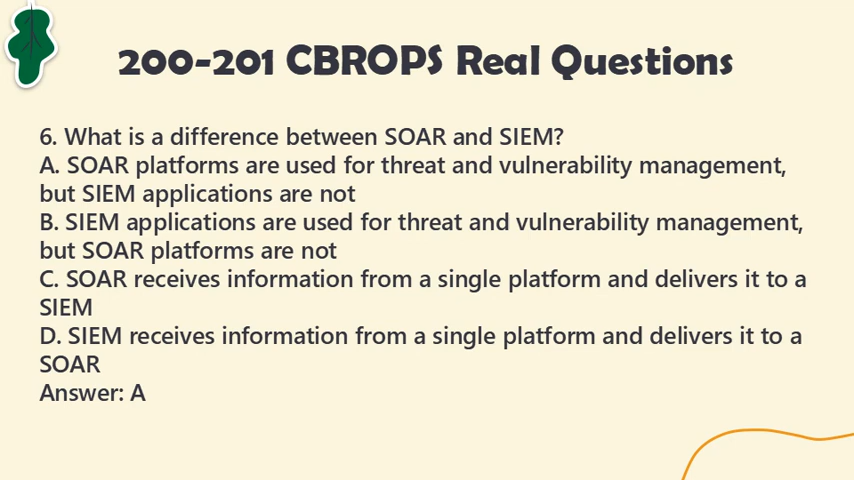 200-201 CBROPS Real Questions
6. What is a difference between SOAR and SIEM?
A. SOAR platforms are used for threat and vulnerability management,
but SIEM applications are not
B. SIEM applications are used for threat and vulnerability management,
but SOAR platforms are not
C. SOAR receives information from a single platform and delivers it to a
SIEM
D. SIEM receives information from a single platform and delivers it to a
SOAR
Answer: A